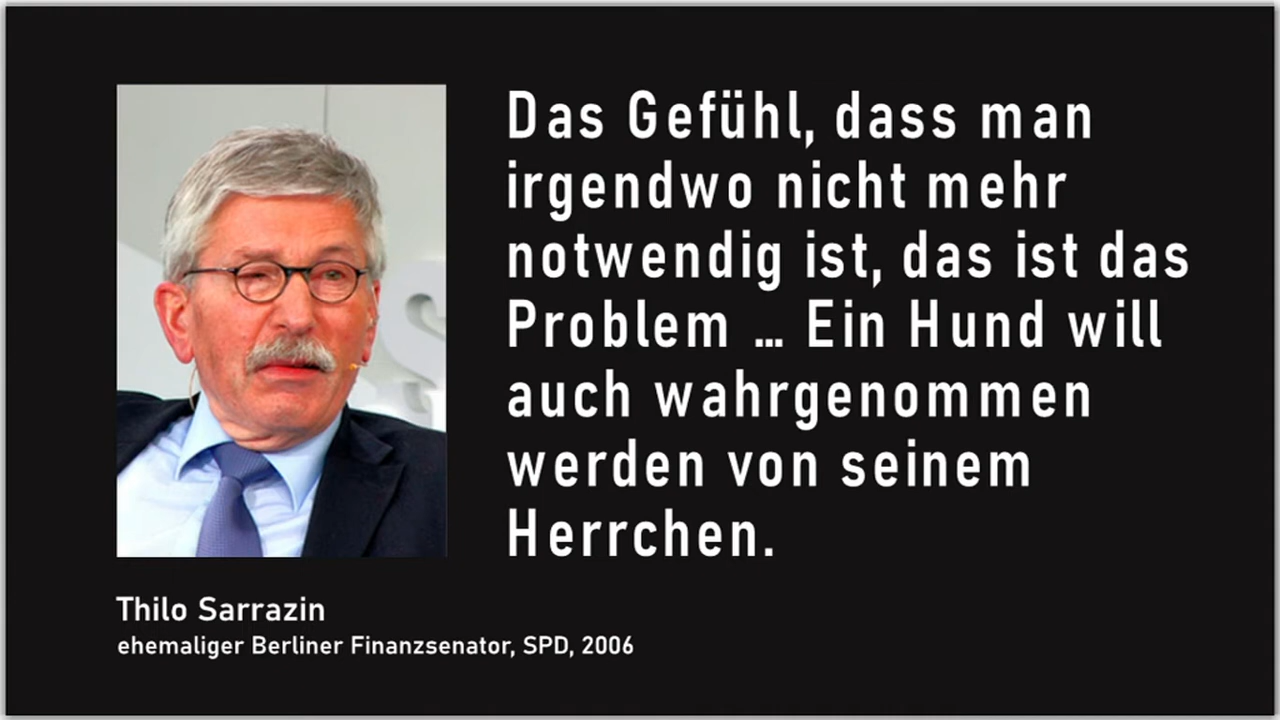 Das Gefühl, dass man
irgendwo nicht mehr
notwendig ist, das ist das
Problem ... Ein Hund will
auch wahrgenommen
werden von seinem
Herrchen.
Thilo Sarrazin
ehemaliger Berliner Finanzsenator, SPD, 2006